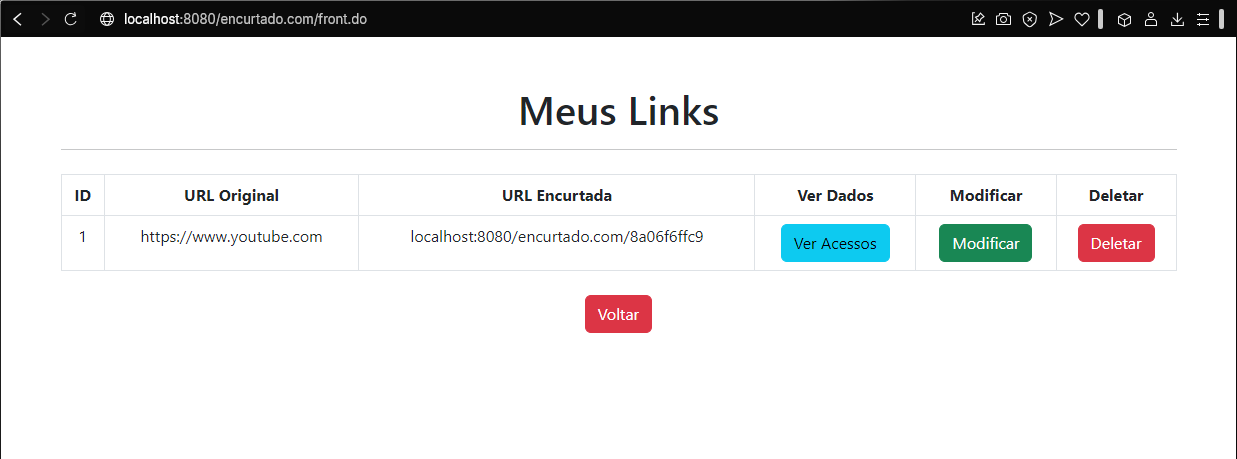 localhost:8080/encurtado.com/front.do
Meus Links
ID URL Original URL Encurtada Ver Dados Modificar Deletar
1 https://www.youtube.com localhost:8080/encurtado.com/8a06f6ffc9 Ver Acessos Modificar Deletar
Voltar